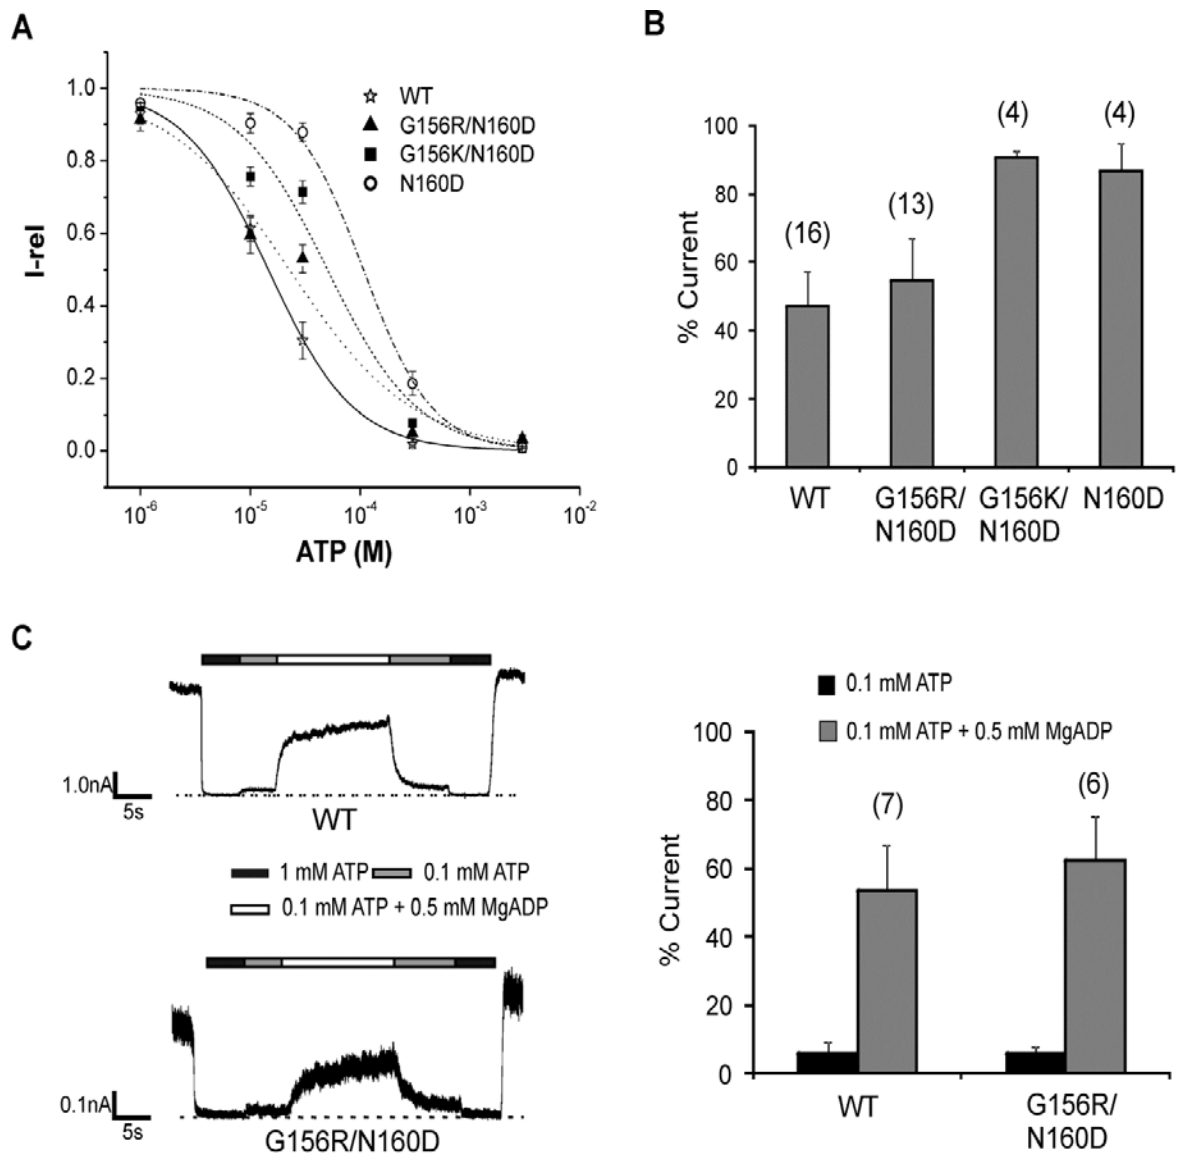 A
1.0
0.8
0.6
0.4
0.2
0.0
I-rel
10-6
10-5
10-4
10-3
10-2
ATP (M)
WT
G156R/N160D
G156K/N160D
N160D
B
100
80
60
40
20
0
% Current
(16)
(13)
(4)
(4)
WT
G156R/
N160D
G156K/
N160D
N160D
C
1.0nA
5s
WT
1 mM ATP
0.1 mM ATP
0.1 mM ATP + 0.5 mM MgADP
0.1nA
5s
G156R/N160D
0.1 mM ATP
0.1 mM ATP + 0.5 mM MgADP
100
80
60
40
20
0
% Current
(7)
(6)
WT
G156R/
N160D